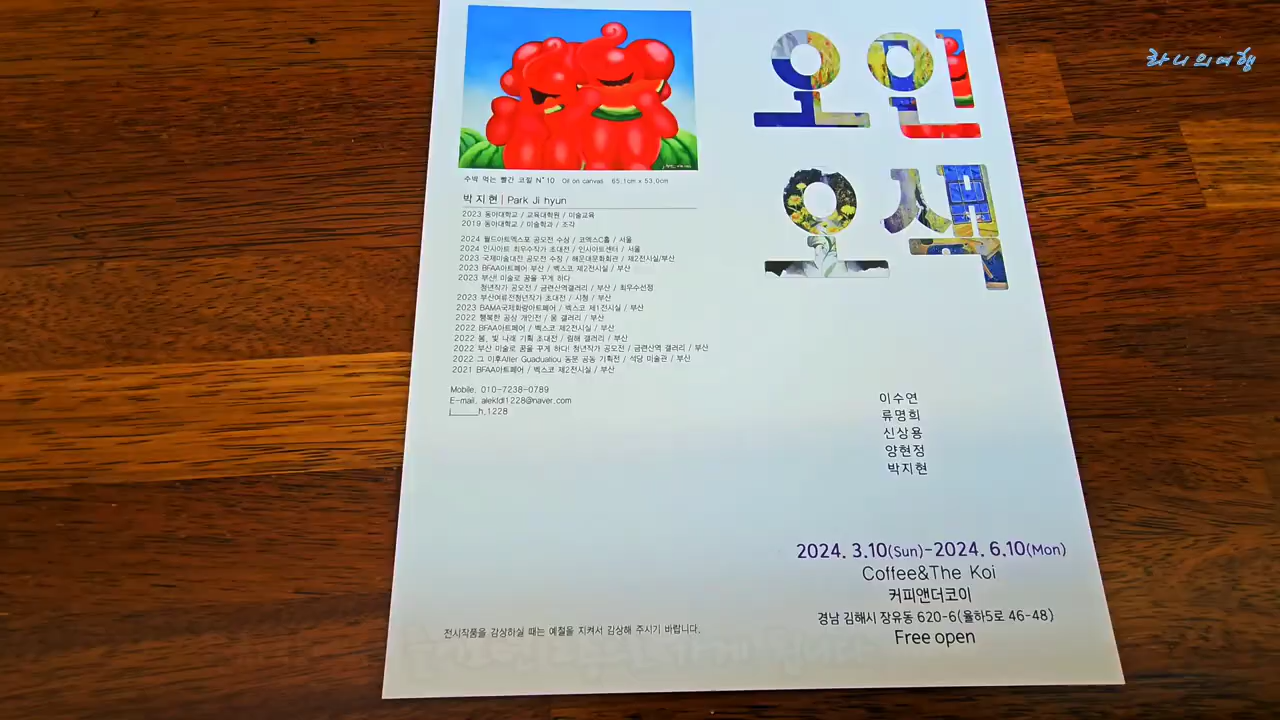 라니의여행
수박 먹는 빨간 코필 N°10 Oil on canvas 65.1cm x 53.0cm
박지현 | Park Ji hyun
2023 동아대학교 / 교육대학원 / 미술교육
2019 동아대학교 / 미술학과 / 조각
2024 월드아트엑스포 공모전 수상 / 코엑스C홀 / 서울
2024 인사아트 최우수작가 초대전 / 인사아트센터 / 서울
2023 국제미술대전 공모전 수장 / 해운대문화회관 / 제2전시실/부산
2023 BFAA아트페어 부산 / 벡스코 제2전시실 / 부산
2023 부산! 미술로 꿈을 꾸게 하다
청년작가 공모전 / 금련산역갤러리 / 부산 / 최우수선정
2023 부산여류전청년작가 초대전 / 시청 / 부산
2023 BAMA국제화랑아트페어 / 벡스코 제1전시실 / 부산
2022 행복한 공상 개인전 / 움 갤러리 / 부산
2022 BFAA아트페어 / 벡스코 제2전시실 / 부산
2022 봄, 빛 나래 기획 초대전 / 림해 갤러리 / 부산
2022 부산 미술로 꿈을 꾸게 하다! 청년작가 공모전 / 금련산역 갤러리 / 부산
2022 그 이후After 동문 공동 기획전 / 석당 미술관 / 부산
2021 BFAA아트페어 / 벡스코 제2전시실 / 부산
Mobile. 010-7238-0789
E-mail. alekfdl1228@naver.com
j_____h.1228
전시작품을 감상하실 때는 예절을 지켜서 감상해 주시기 바랍니다.
오인
오색
이수연
류명희
신상용
양현정
박지현
2024. 3.10(Sun)-2024. 6.10(Mon)
Coffee&The Koi
커피앤더코이
경남 김해시 장유동 620-6(율하5로 46-48)
Free open